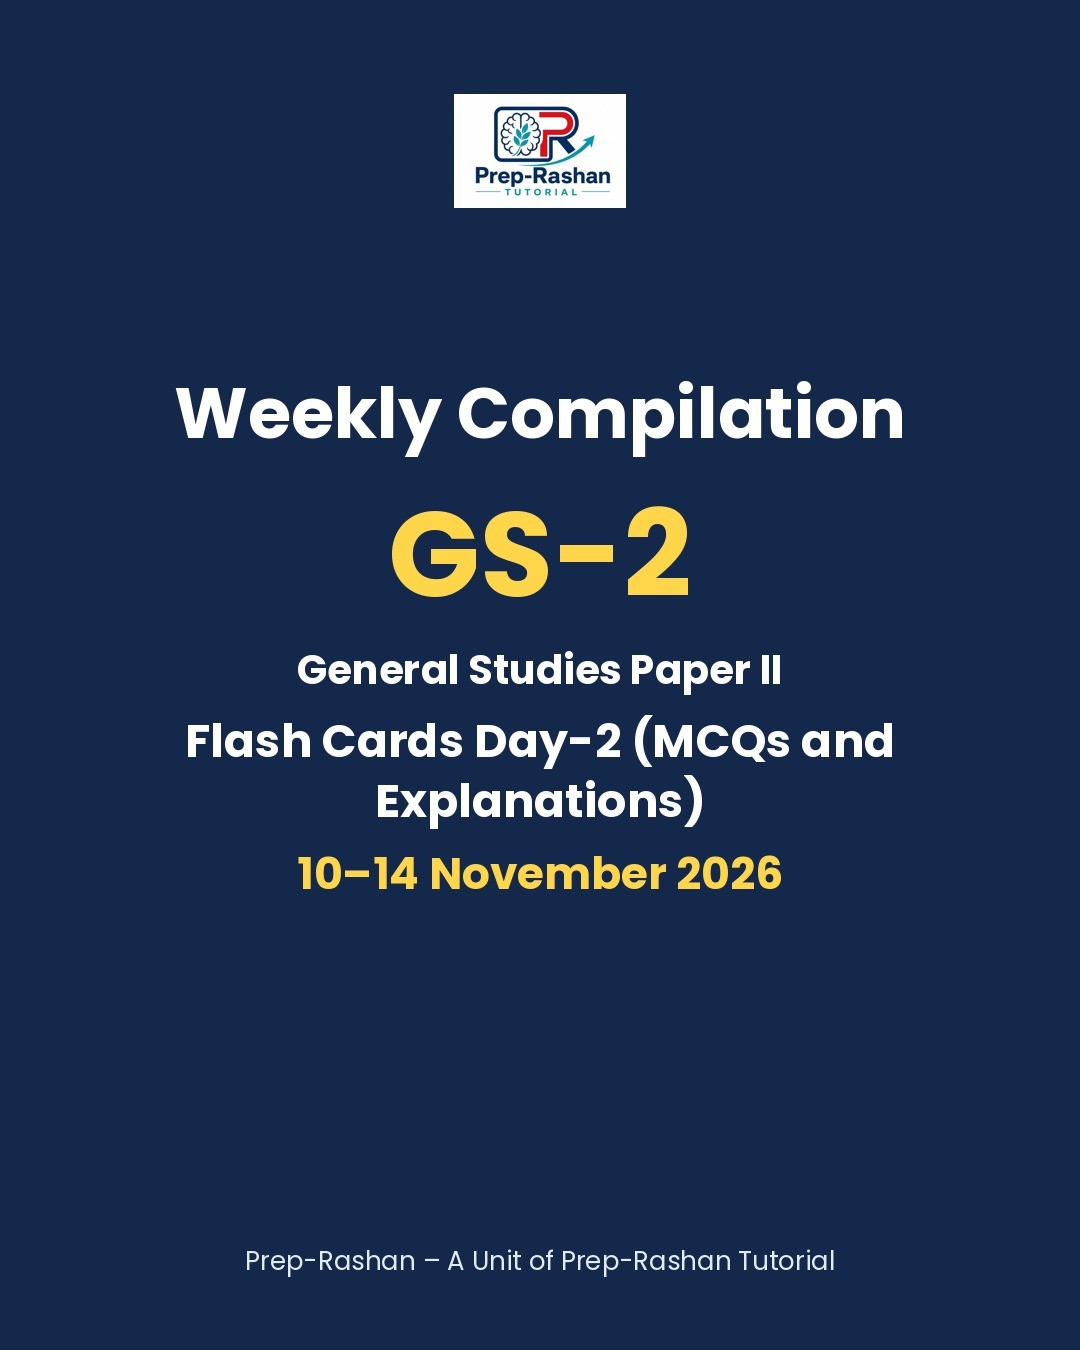 Prep-Rashan
TUTORIAL
Weekly Compilation
GS-2
General Studies Paper II
Flash Cards Day-2 (MCQs and
Explanations)
10–14 November 2026
Prep-Rashan – A Unit of Prep-Rashan Tutorial